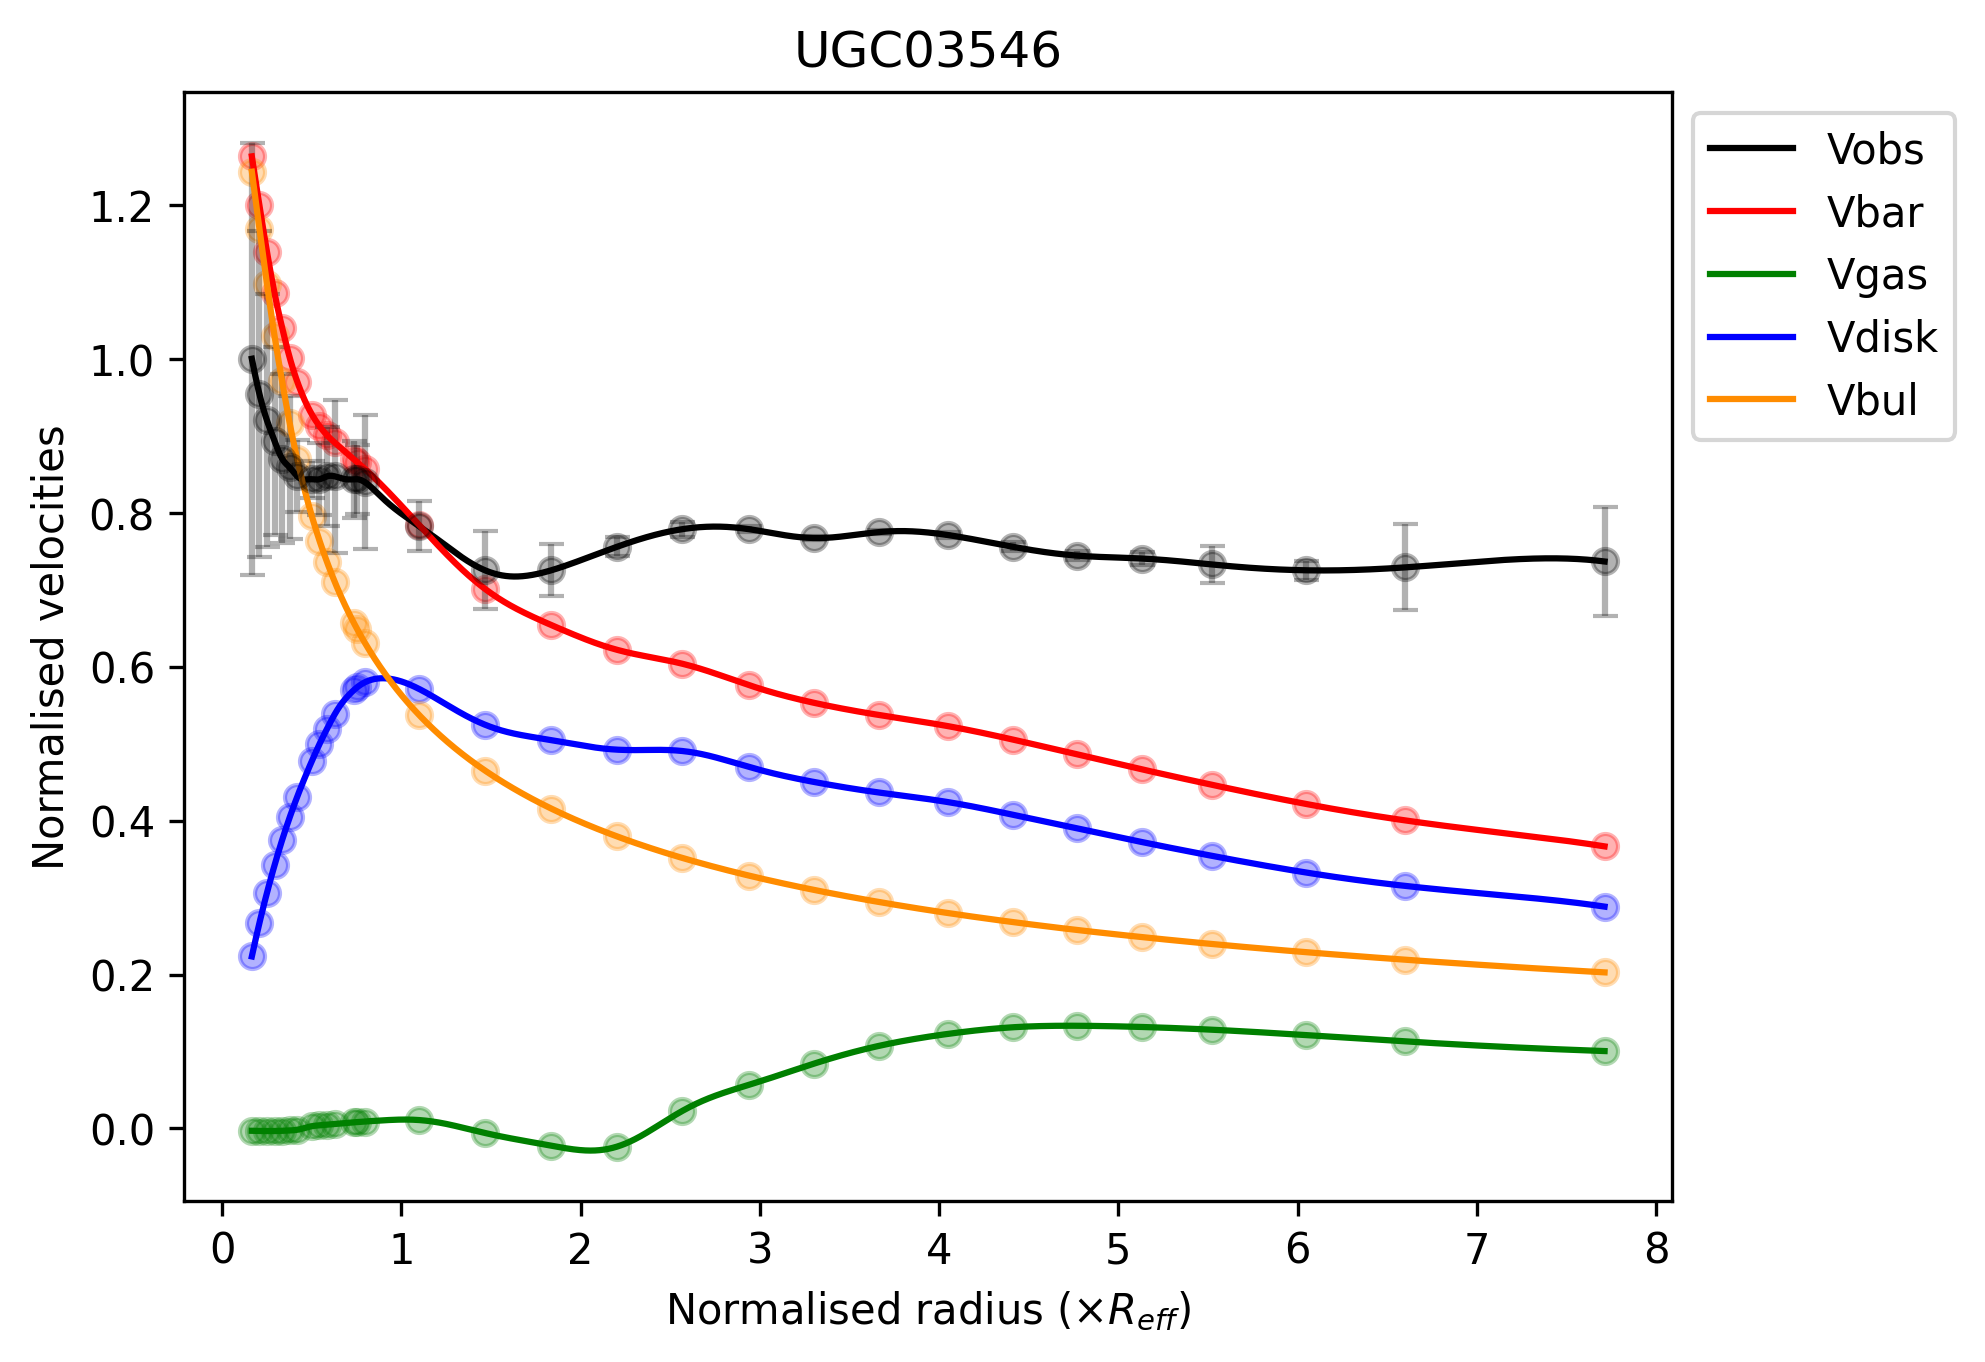 UGC03546
Vobs
Vbar
Vgas
Vdisk
Vbul
Normalised velocities
1.2
1.0
0.8
0.6
0.4
0.2
0.0
0 1 2 3 4 5 6 7 8
Normalised radius (×R_eff)